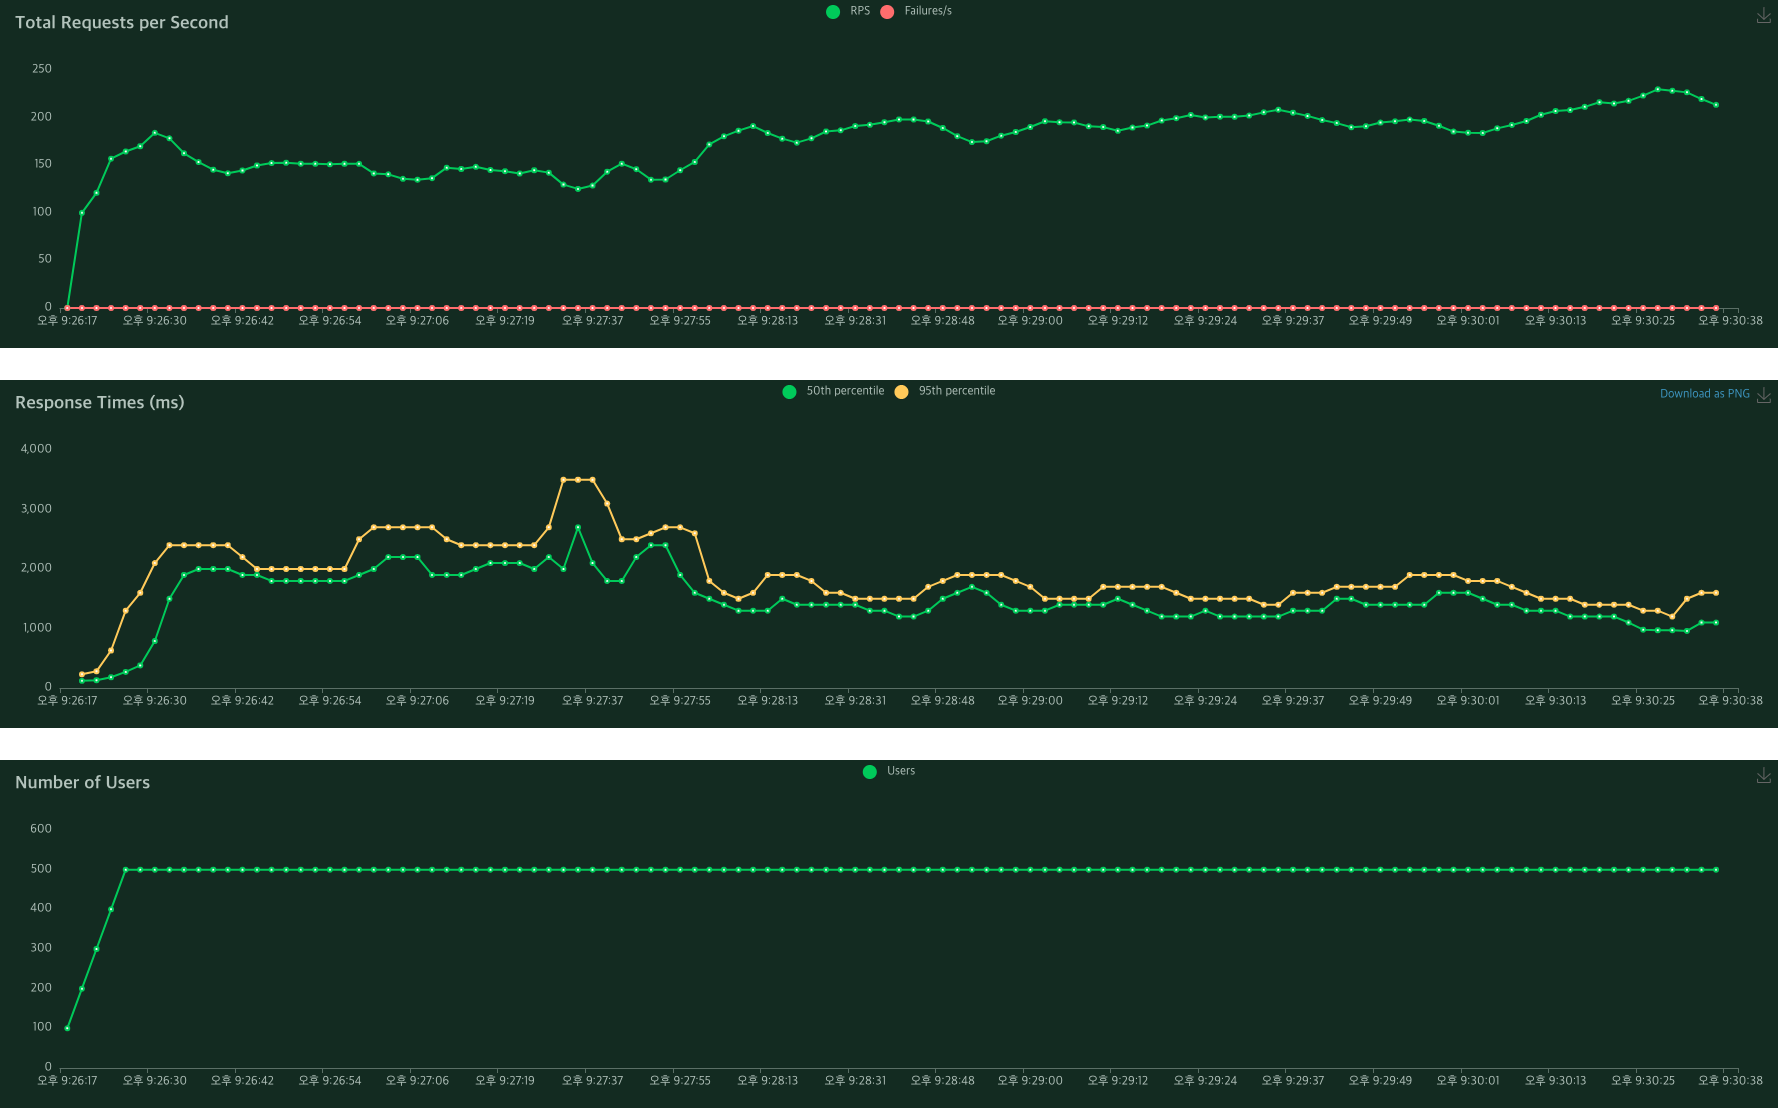 Total Requests per Second
RPS Failures/s
250
200
150
100
50
0
오후 9:26:17 오후 9:26:30 오후 9:26:42 오후 9:26:54 오후 9:27:06 오후 9:27:19 오후 9:27:37 오후 9:27:55 오후 9:28:13 오후 9:28:31 오후 9:28:48 오후 9:29:00 오후 9:29:12 오후 9:29:24 오후 9:29:37 오후 9:29:49 오후 9:30:01 오후 9:30:13 오후 9:30:25 오후 9:30:38
Response Times (ms)
50th percentile 95th percentile
Download as PNG
4,000
3,000
2,000
1,000
0
오후 9:26:17 오후 9:26:30 오후 9:26:42 오후 9:26:54 오후 9:27:06 오후 9:27:19 오후 9:27:37 오후 9:27:55 오후 9:28:13 오후 9:28:31 오후 9:28:48 오후 9:29:00 오후 9:29:12 오후 9:29:24 오후 9:29:37 오후 9:29:49 오후 9:30:01 오후 9:30:13 오후 9:30:25 오후 9:30:38
Number of Users
Users
600
500
400
300
200
100
0
오후 9:26:17 오후 9:26:30 오후 9:26:42 오후 9:26:54 오후 9:27:06 오후 9:27:19 오후 9:27:37 오후 9:27:55 오후 9:28:13 오후 9:28:31 오후 9:28:48 오후 9:29:00 오후 9:29:12 오후 9:29:24 오후 9:29:37 오후 9:29:49 오후 9:30:01 오후 9:30:13 오후 9:30:25 오후 9:30:38